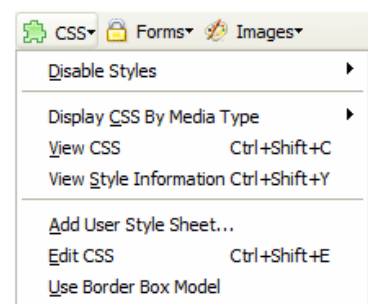 CSS Forms Images
Disable Styles
Display CSS By Media Type
View CSS Ctrl+Shift+C
View Style Information Ctrl+Shift+Y
Add User Style Sheet...
Edit CSS Ctrl+Shift+E
Use Border Box Model